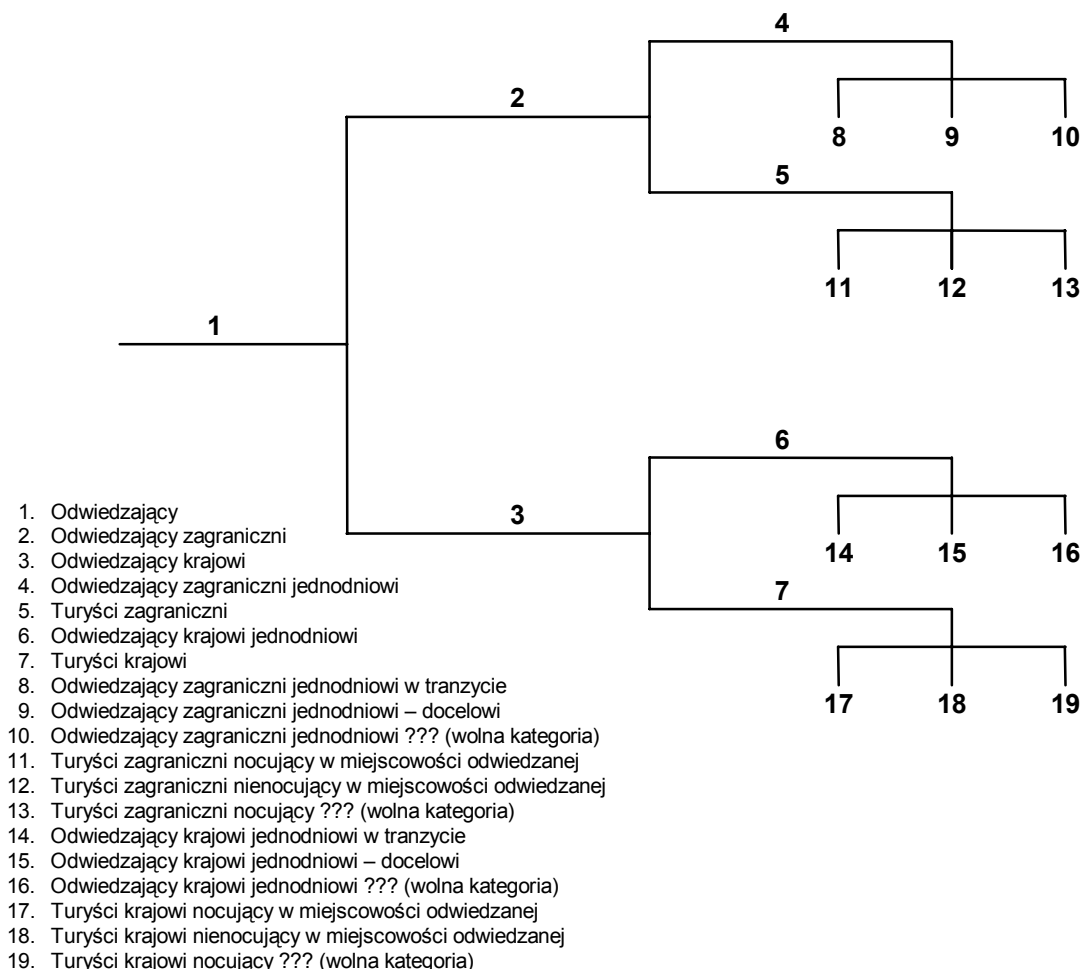 4
2
8 9 10
5
11 12 13
1
6
3
14 15 16
7
17 18 19
1. Odwiedzający
2. Odwiedzający zagraniczni
3. Odwiedzający krajowi
4. Odwiedzający zagraniczni jednodniowi
5. Turyści zagraniczni
6. Odwiedzający krajowi jednodniowi
7. Turyści krajowi
8. Odwiedzający zagraniczni jednodniowi w tranzycie
9. Odwiedzający zagraniczni jednodniowi – docelowi
10. Odwiedzający zagraniczni jednodniowi ??? (wolna kategoria)
11. Turyści zagraniczni nocujący w miejscowości odwiedzanej
12. Turyści zagraniczni nienocujący w miejscowości odwiedzanej
13. Turyści zagraniczni nocujący ??? (wolna kategoria)
14. Odwiedzający krajowi jednodniowi w tranzycie
15. Odwiedzający krajowi jednodniowi – docelowi
16. Odwiedzający krajowi jednodniowi ??? (wolna kategoria)
17. Turyści krajowi nocujący w miejscowości odwiedzanej
18. Turyści krajowi nienocujący w miejscowości odwiedzanej
19. Turyści krajowi nocujący ??? (wolna kategoria)